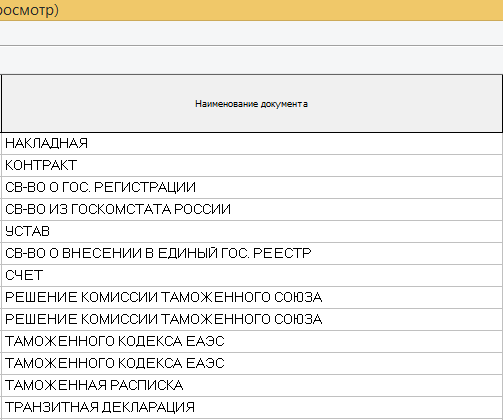 росмотр)
Наименование документа
НАКЛАДНАЯ
КОНТРАКТ
СВ-ВО О ГОС. РЕГИСТРАЦИИ
СВ-ВО ИЗ ГОСКОМСТАТА РОССИИ
УСТАВ
СВ-ВО О ВНЕСЕНИИ В ЕДИНЫЙ ГОС. РЕЕСТР
СЧЕТ
РЕШЕНИЕ КОМИССИИ ТАМОЖЕННОГО СОЮЗА
РЕШЕНИЕ КОМИССИИ ТАМОЖЕННОГО СОЮЗА
ТАМОЖЕННОГО КОДЕКСА ЕАЭС
ТАМОЖЕННОГО КОДЕКСА ЕАЭС
ТАМОЖЕННАЯ РАСПИСКА
ТРАНЗИТНАЯ ДЕКЛАРАЦИЯ